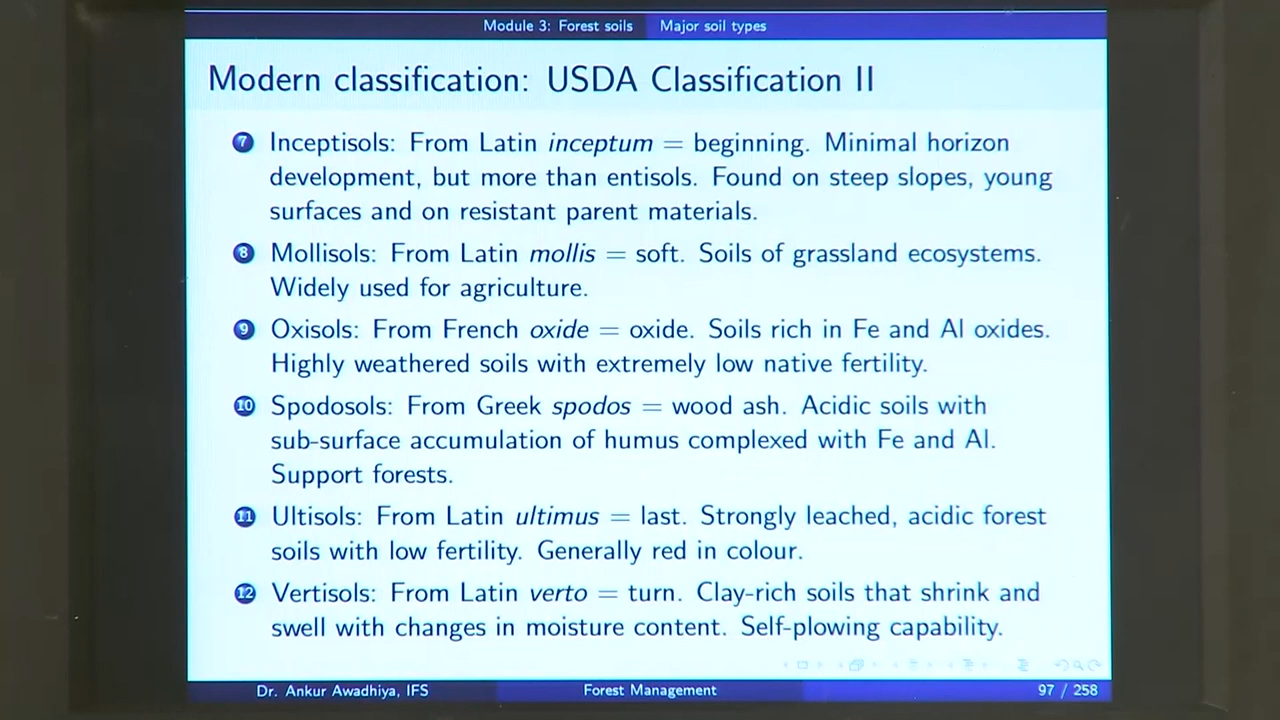 Module 3: Forest soils Major soil types
Modern classification: USDA Classification II
7 Inceptisols: From Latin inceptum = beginning. Minimal horizon
development, but more than entisols. Found on steep slopes, young
surfaces and on resistant parent materials.
8 Mollisols: From Latin mollis = soft. Soils of grassland ecosystems.
Widely used for agriculture.
9 Oxisols: From French oxide = oxide. Soils rich in Fe and Al oxides.
Highly weathered soils with extremely low native fertility.
10 Spodosols: From Greek spodos = wood ash. Acidic soils with
sub-surface accumulation of humus complexed with Fe and Al.
Support forests.
11 Ultisols: From Latin ultimus = last. Strongly leached, acidic forest
soils with low fertility. Generally red in colour.
12 Vertisols: From Latin verto = turn. Clay-rich soils that shrink and
swell with changes in moisture content. Self-plowing capability.
Dr. Ankur Awadhiya, IFS Forest Management 97 / 258